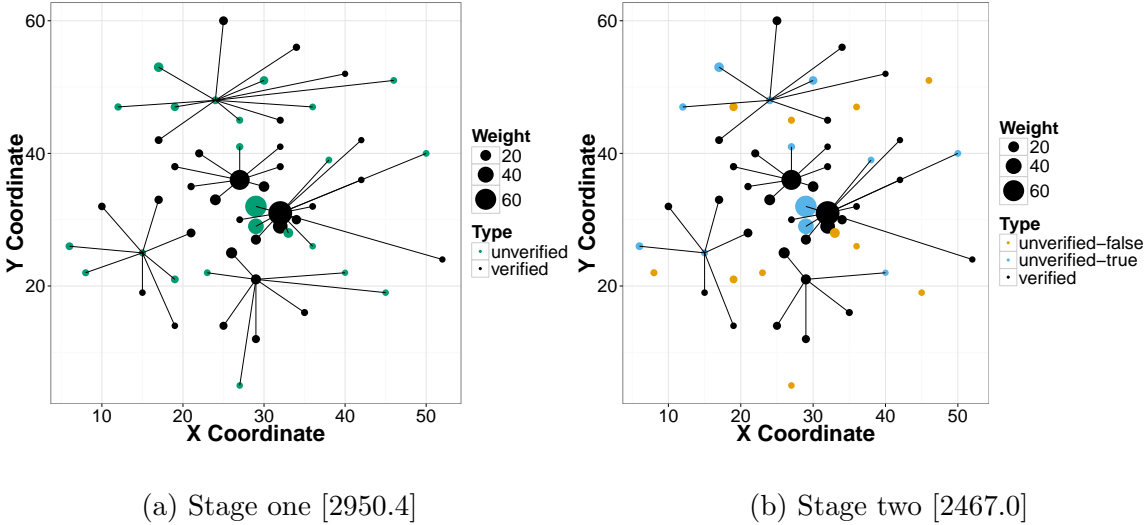 60
40
20
Y Coordinate
10
20
30
40
50
X Coordinate
Weight
20
40
60
Type
unverified
verified
60
40
20
Y Coordinate
10
20
30
40
50
X Coordinate
Weight
20
40
60
Type
unverified−false
unverified−true
verified
(a) Stage one [2950.4]
(b) Stage two [2467.0]